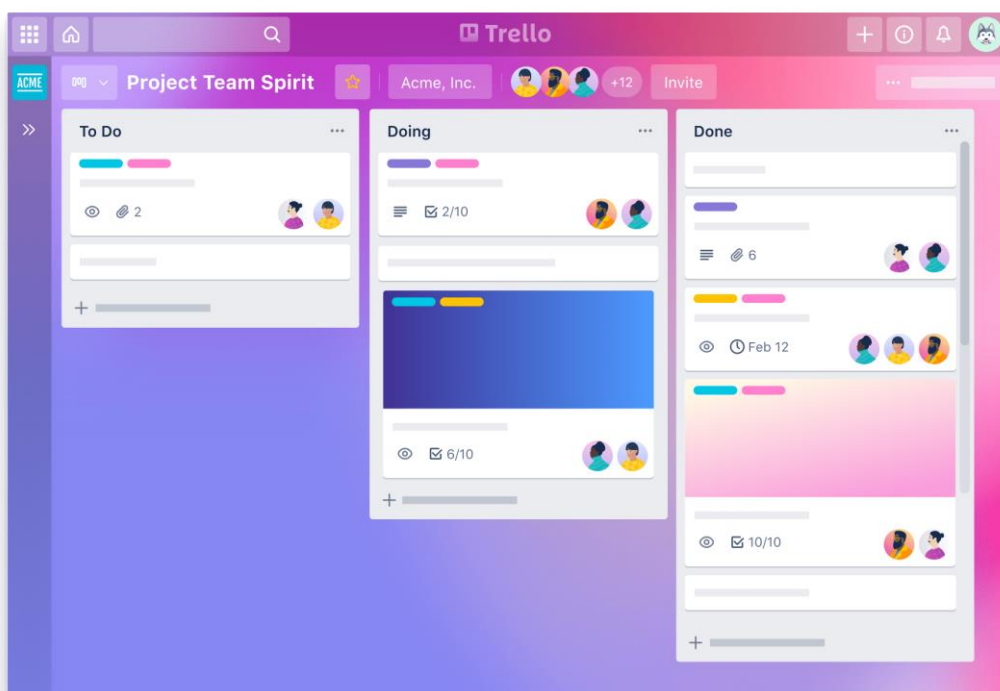 Trello
ACME
Project Team Spirit
Acme, Inc.
+12
Invite
To Do
2
Doing
2/10
6/10
Done
6
Feb 12
10/10